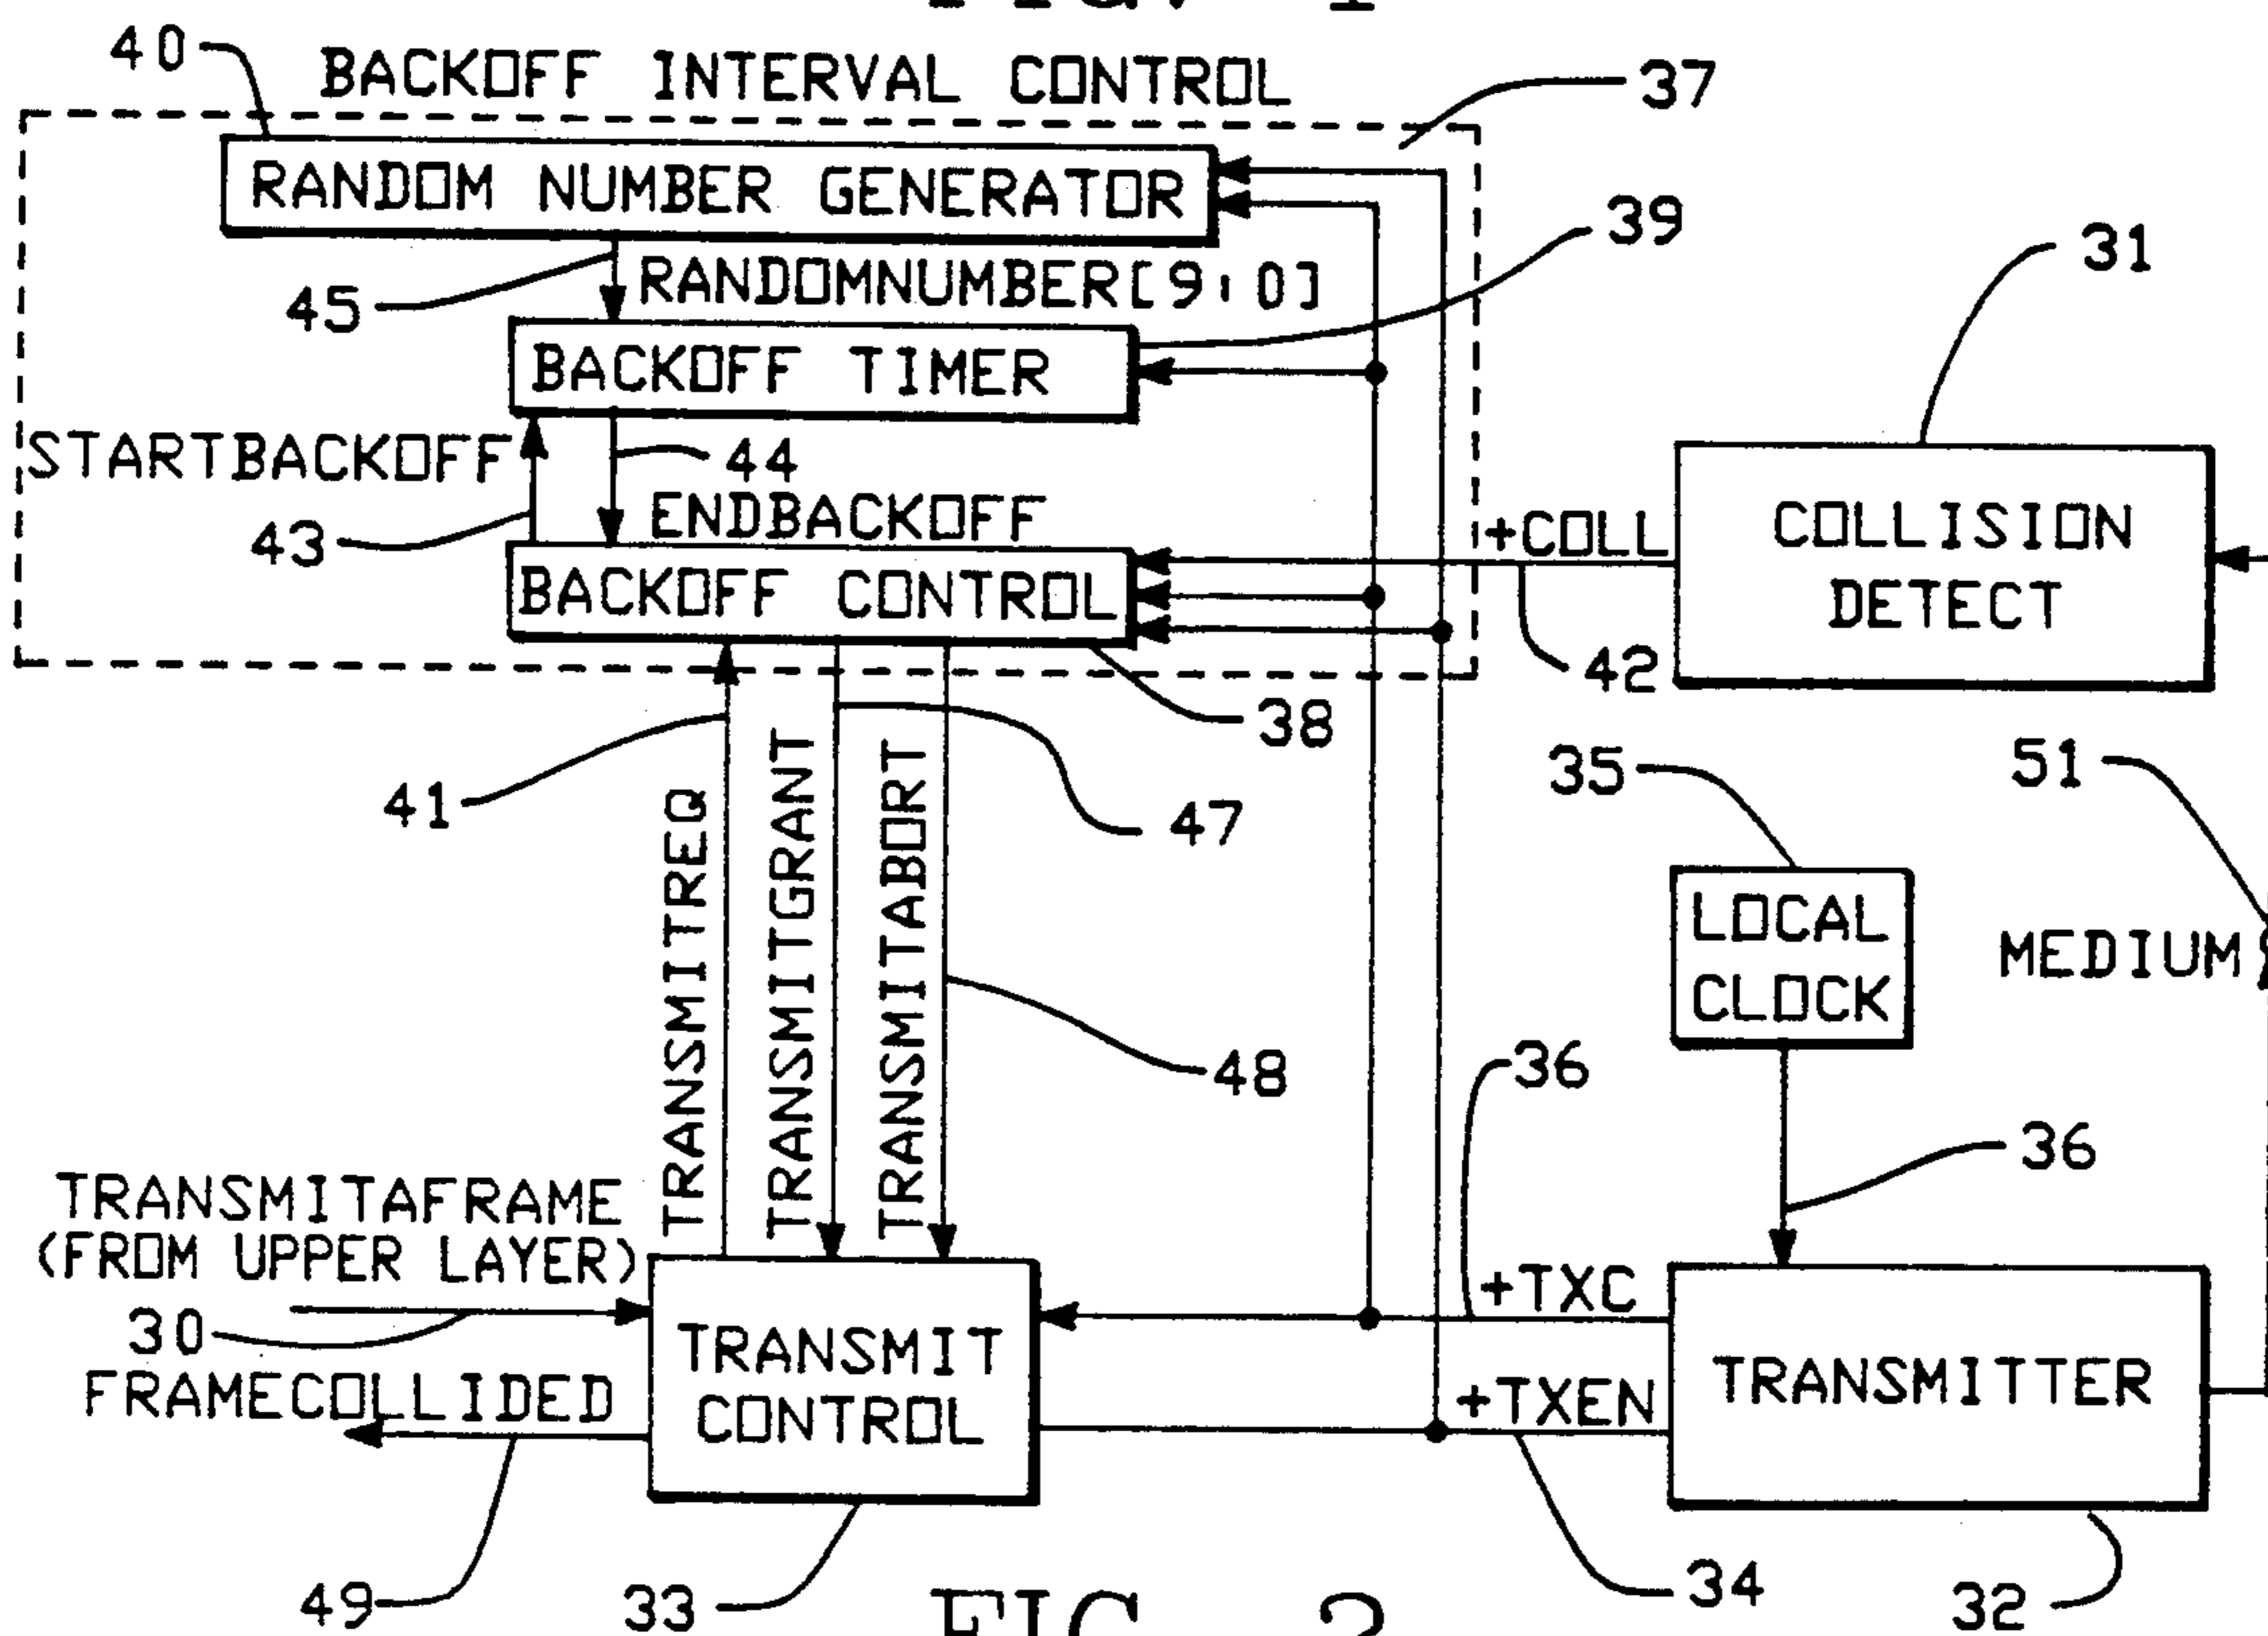 40
BACKOFF INTERVAL CONTROL
37
RANDOM NUMBER GENERATOR
39
31
45
RANDOMNUMBER[9:0]
BACKOFF TIMER
STARTBACKOFF
44
ENDBACKOFF
43
+COLL
COLLISION
DETECT
BACKOFF CONTROL
42
38
41
47
35
51
TRANSMITREQ
TRANSMITGRANT
TRANSMITABORT
LOCAL
CLOCK
MEDIUM
48
36
36
TRANSMITAFRAME
(FROM UPPER LAYER)
30
+TXC
TRANSMIT
CONTROL
FRAMECOLLIDED
+TXEN
TRANSMITTER
49
33
34
32